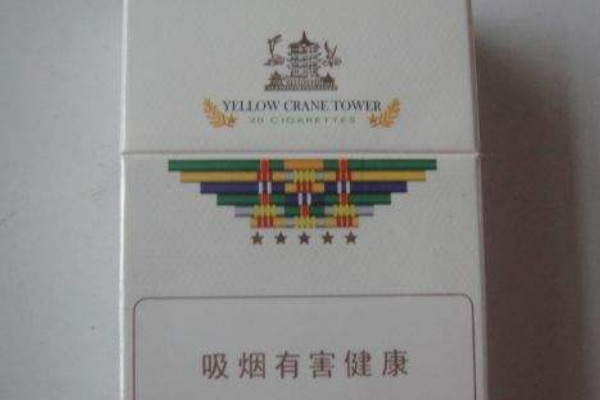 YELLOW CRANE TOWER
20 CIGARETTES
吸烟有害健康